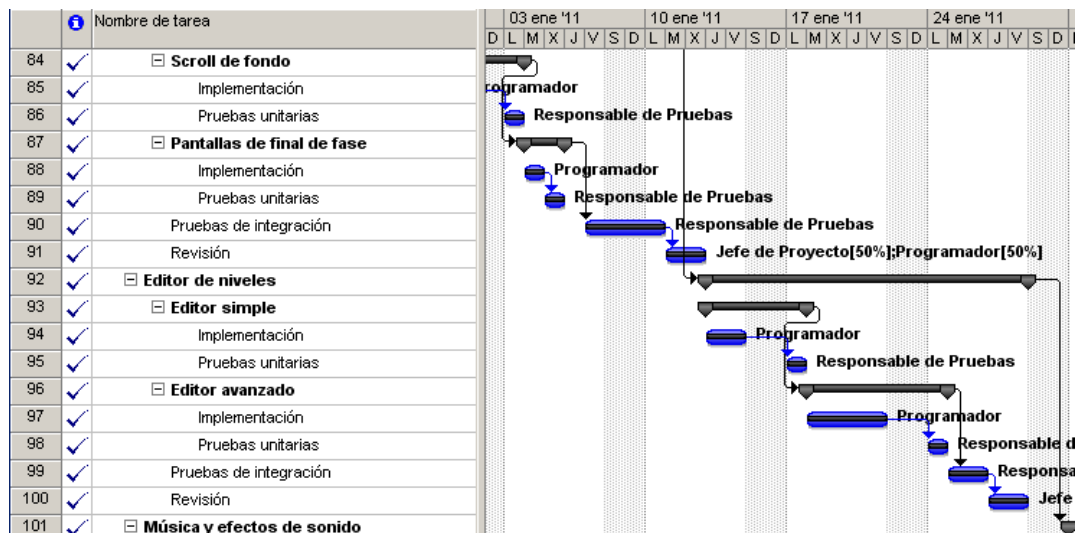 Nombre de tarea
03 ene '11 10 ene '11 17 ene '11 24 ene '11
D L M X J V S D L M X J V S D L M X J V S D L M X J V S D
84 Scroll de fondo
85 Implementación rogramador
86 Pruebas unitarias Responsable de Pruebas
87 Pantallas de final de fase
88 Implementación Programador
89 Pruebas unitarias Responsable de Pruebas
90 Pruebas de integración Responsable de Pruebas
91 Revisión Jefe de Proyecto[50%];Programador[50%]
92 Editor de niveles
93 Editor simple
94 Implementación Programador
95 Pruebas unitarias Responsable de Pruebas
96 Editor avanzado
97 Implementación Programador
98 Pruebas unitarias Responsable d
99 Pruebas de integración Responsa
100 Revisión Jefe
101 Música y efectos de sonido